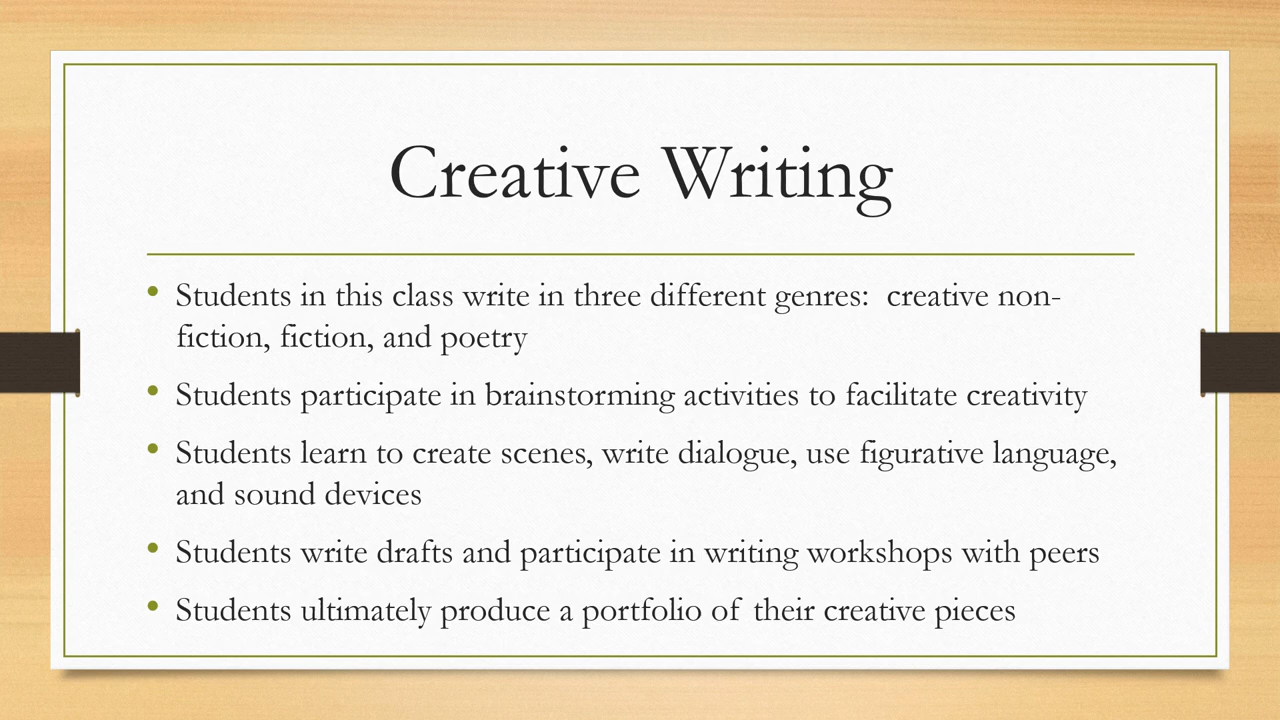 Creative Writing
• Students in this class write in three different genres:  creative non-
fiction, fiction, and poetry
• Students participate in brainstorming activities to facilitate creativity
• Students learn to create scenes, write dialogue, use figurative language,
and sound devices
• Students write drafts and participate in writing workshops with peers
• Students ultimately produce a portfolio of their creative pieces